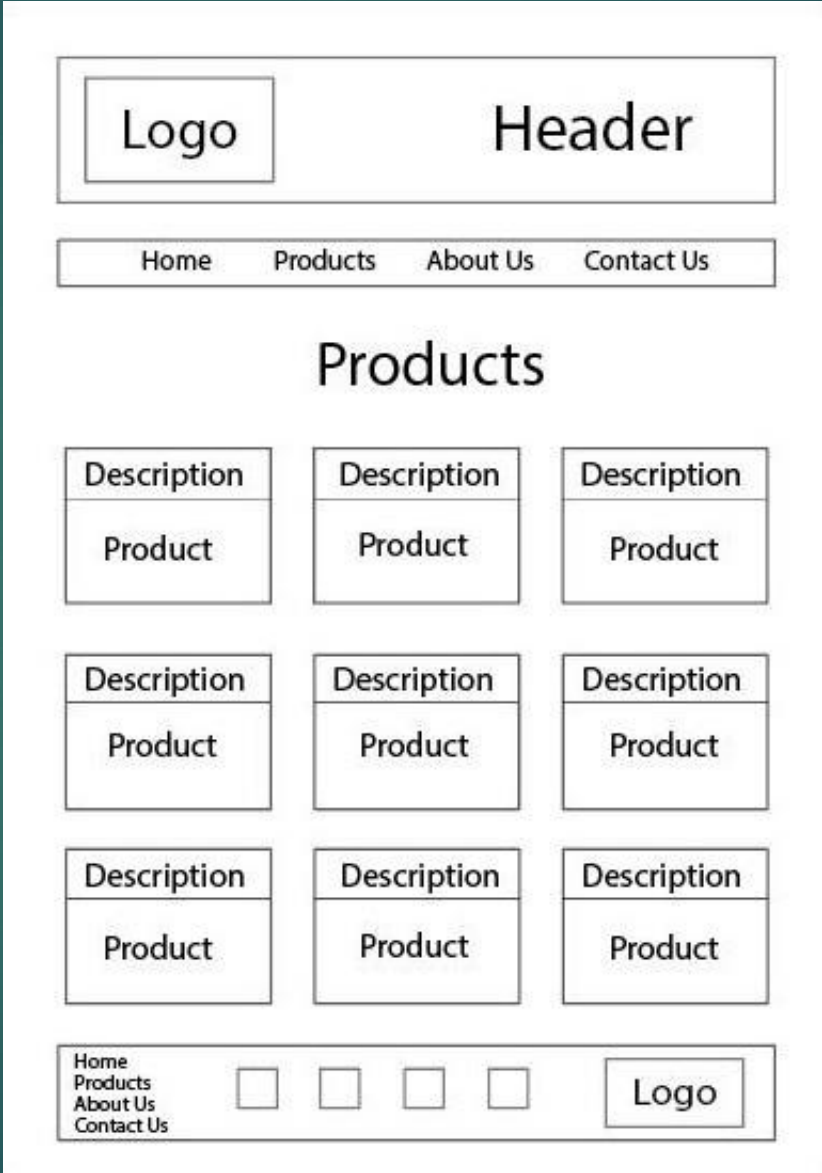 Logo Header
Home Products About Us Contact Us
Products
Description Description Description
Product Product Product
Description Description Description
Product Product Product
Description Description Description
Product Product Product
Home
Products
About Us
Contact Us
Logo